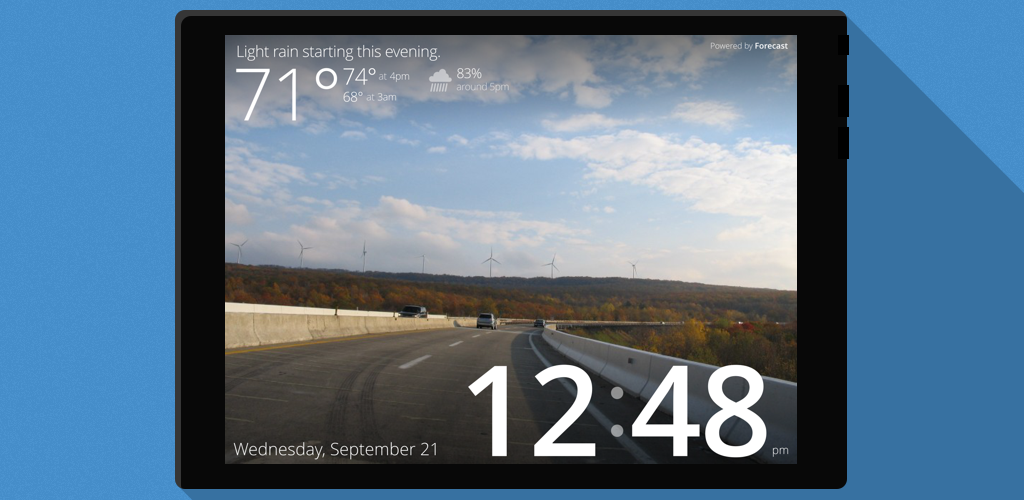 Light rain starting this evening.
Powered by Forecast
71°
74° at 4pm
68° at 3am
83%
around 5pm
Wednesday, September 21
12:48 pm